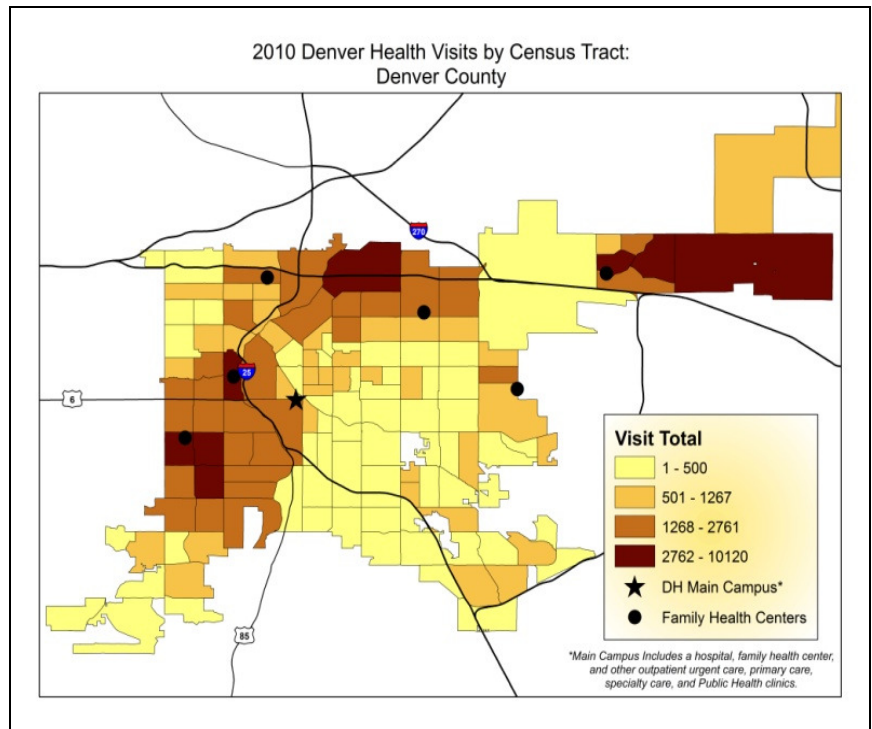 2010 Denver Health Visits by Census Tract:
Denver County
270
25
6
85
Visit Total
1 - 500
501 - 1267
1268 - 2761
2762 - 10120
DH Main Campus*
Family Health Centers
*Main Campus Includes a hospital, family health center,
and other outpatient urgent care, primary care,
specialty care, and Public Health clinics.